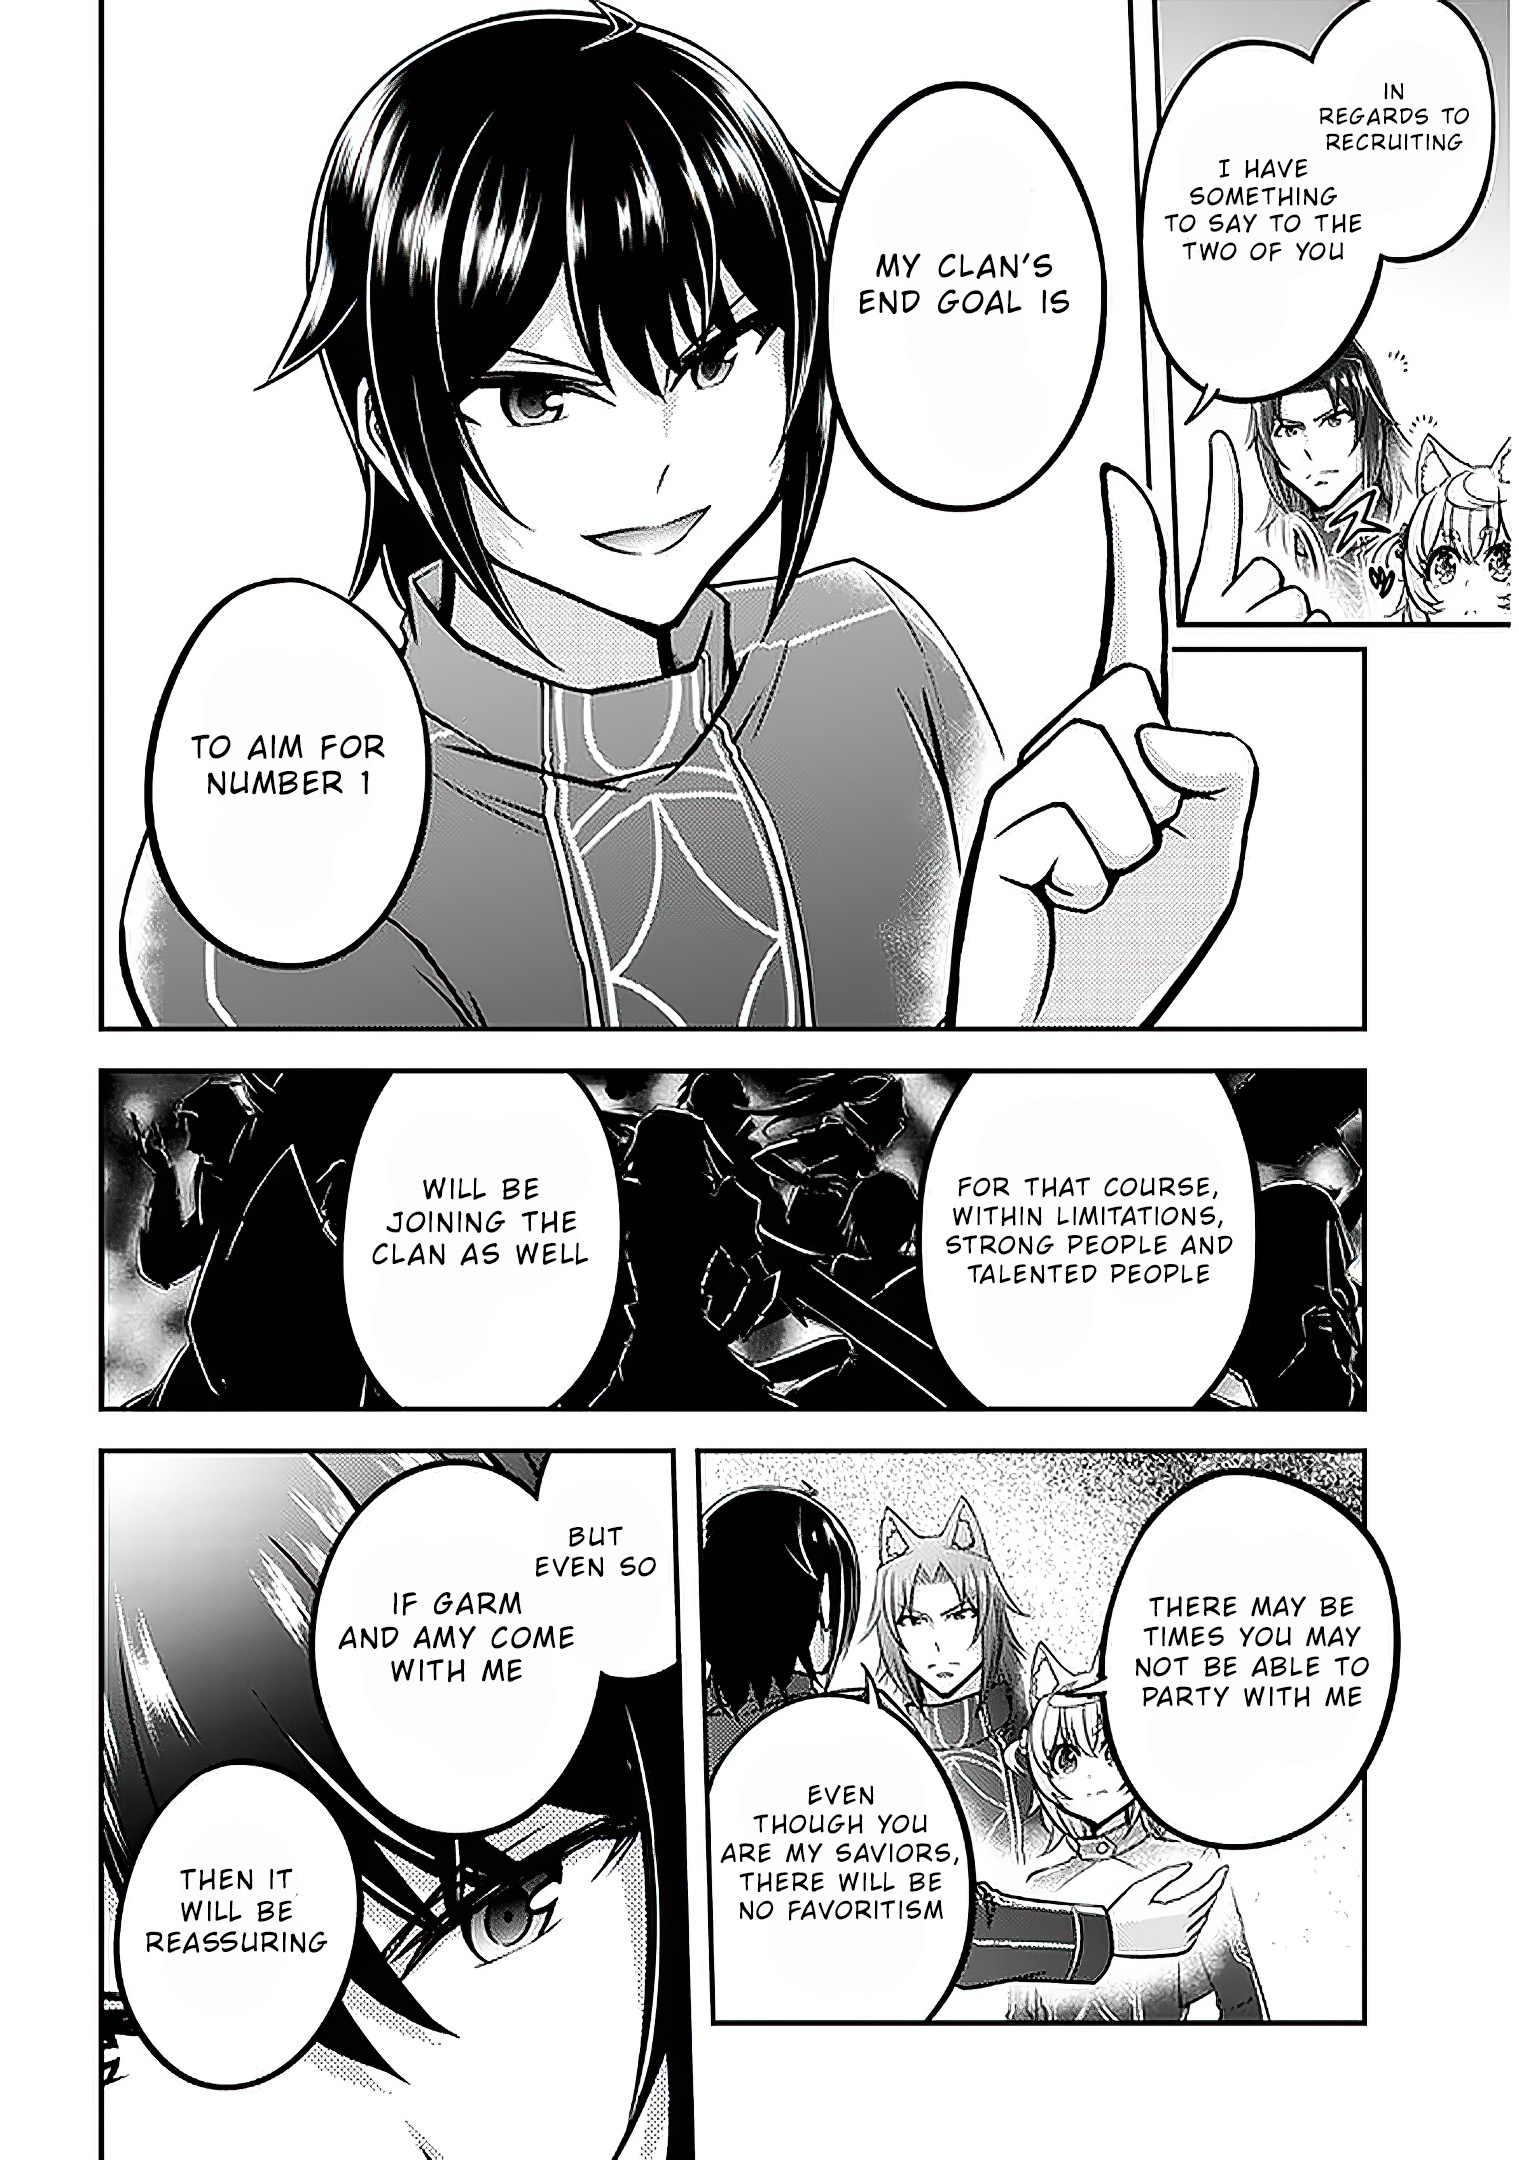 IN
REGARDS TO
RECRUITING
I HAVE
SOMETHING
TO SAY TO THE
TWO OF YOU
MY CLAN'S
END GOAL IS
TO AIM FOR
NUMBER 1
FOR THAT COURSE,
WITHIN LIMITATIONS,
STRONG PEOPLE AND
TALENTED PEOPLE
WILL BE
JOINING THE
CLAN AS WELL
THERE MAY BE
TIMES YOU MAY
NOT BE ABLE TO
PARTY WITH ME
EVEN
THOUGH YOU
ARE MY SAVIORS,
THERE WILL BE
NO FAVORITISM
BUT
EVEN SO
IF GARM
AND AMY COME
WITH ME
THEN IT
WILL BE
REASSURING